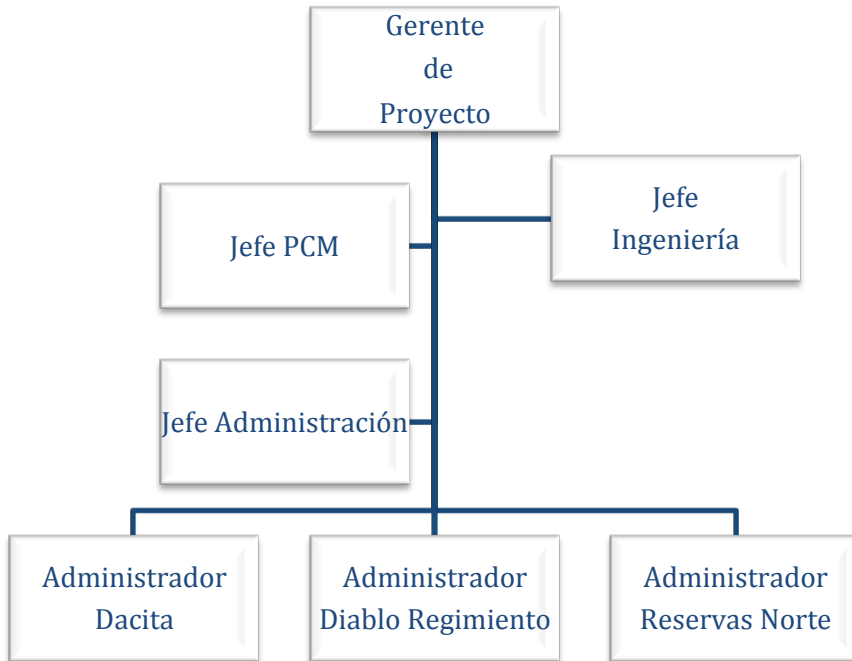 Gerente
de
Proyecto
Jefe
Ingeniería
Jefe PCM
Jefe Administración
Administrador
Dacita
Administrador
Diablo Regimiento
Administrador
Reservas Norte